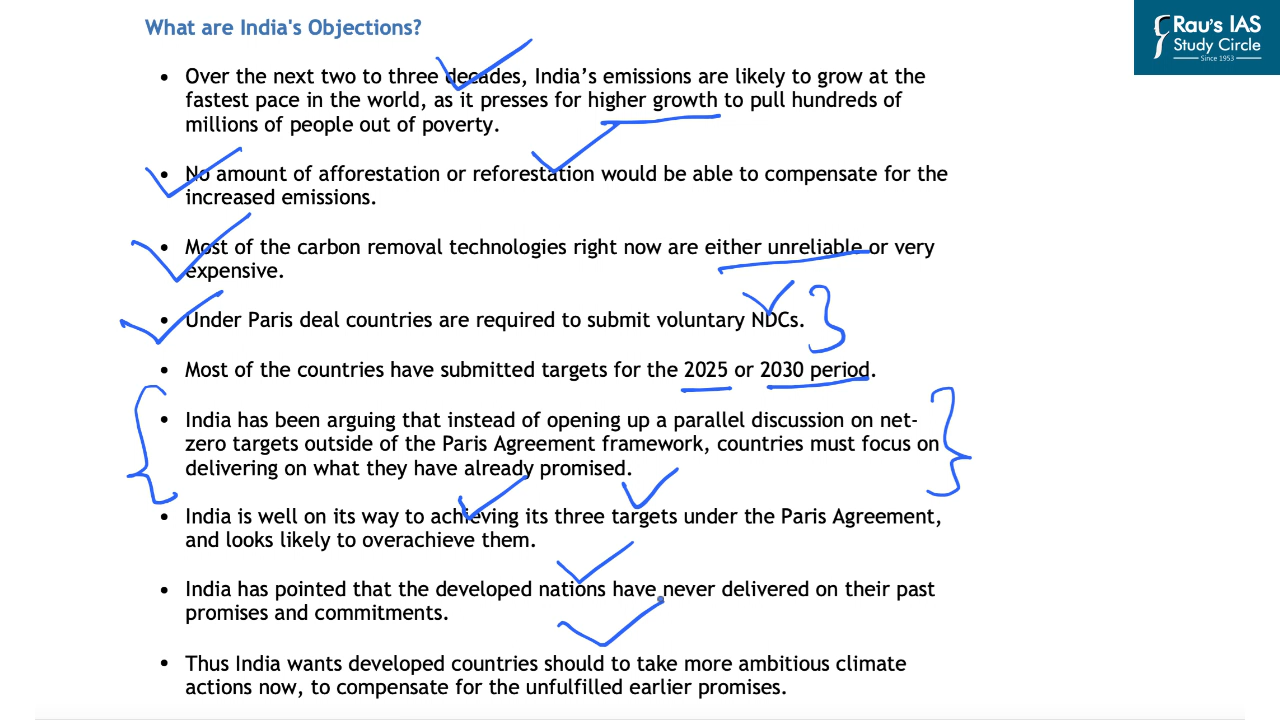 What are India's Objections?
Rau's IAS
Study Circle
Since 1953
• Over the next two to three decades, India’s emissions are likely to grow at the
fastest pace in the world, as it presses for higher growth to pull hundreds of
millions of people out of poverty.
• No amount of afforestation or reforestation would be able to compensate for the
increased emissions.
• Most of the carbon removal technologies right now are either unreliable or very
expensive.
• Under Paris deal countries are required to submit voluntary NDCs.
• Most of the countries have submitted targets for the 2025 or 2030 period.
• India has been arguing that instead of opening up a parallel discussion on net-
zero targets outside of the Paris Agreement framework, countries must focus on
delivering on what they have already promised.
• India is well on its way to achieving its three targets under the Paris Agreement,
and looks likely to overachieve them.
• India has pointed that the developed nations have never delivered on their past
promises and commitments.
• Thus India wants developed countries should to take more ambitious climate
actions now, to compensate for the unfulfilled earlier promises.